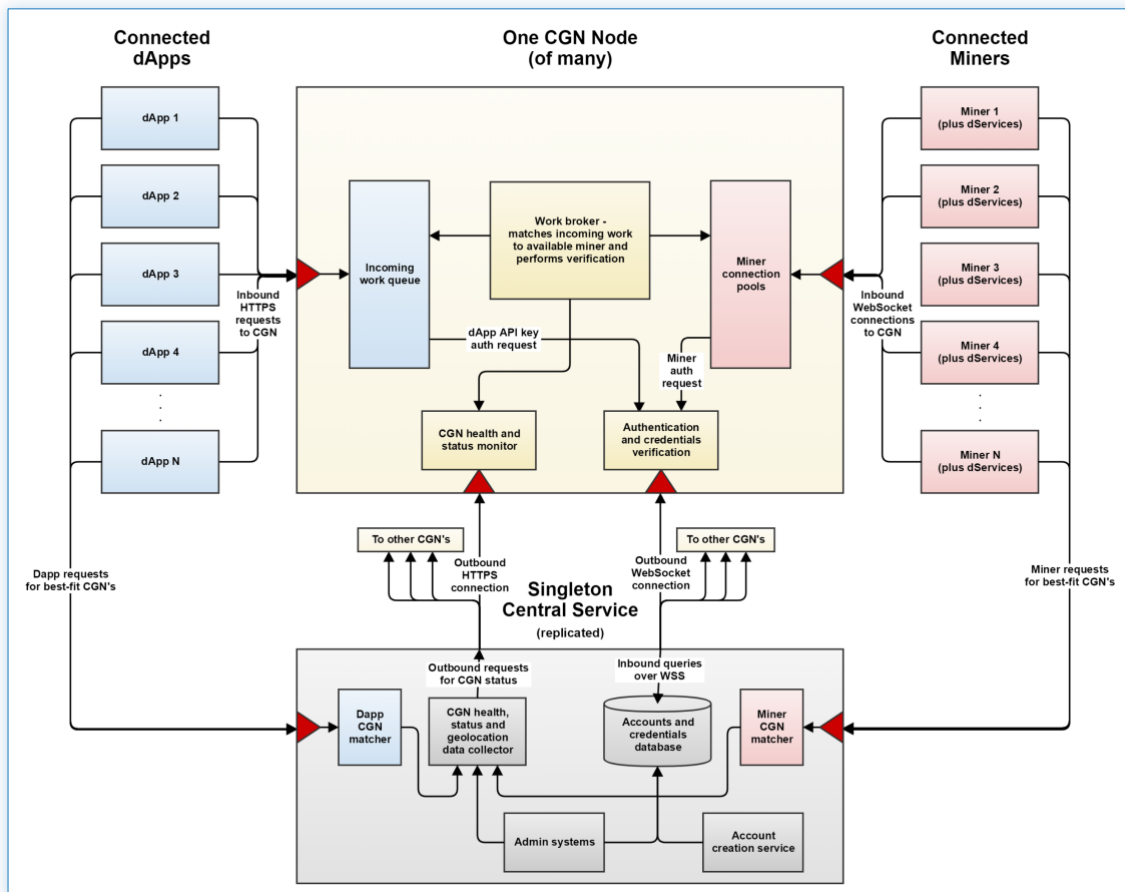 Connected
dApps
One CGN Node
(of many)
Connected
Miners
dApp 1
dApp 2
dApp 3
dApp 4
.
.
.
dApp N
Inbound
HTTPS
requests
to CGN
Incoming
work queue
Work broker -
matches incoming work
to available miner and
performs verification
Miner
connection
pools
dApp API key
auth request
Miner
auth
request
CGN health and
status monitor
Authentication
and credentials
verification
Miner 1
(plus dServices)
Miner 2
(plus dServices)
Miner 3
(plus dServices)
Miner 4
(plus dServices)
.
.
.
Miner N
(plus dServices)
Inbound
WebSocket
connections
to CGN
To other CGN's
Outbound
HTTPS
connection
Outbound
WebSocket
connection
To other CGN's
Dapp requests
for best-fit CGN's
Miner requests
for best-fit CGN's
Singleton
Central Service
(replicated)
Outbound requests
for CGN status
Inbound queries
over WSS
Dapp
CGN
matcher
CGN health,
status and
geolocation
data collector
Accounts and
credentials
database
Miner
CGN
matcher
Admin systems
Account
creation service